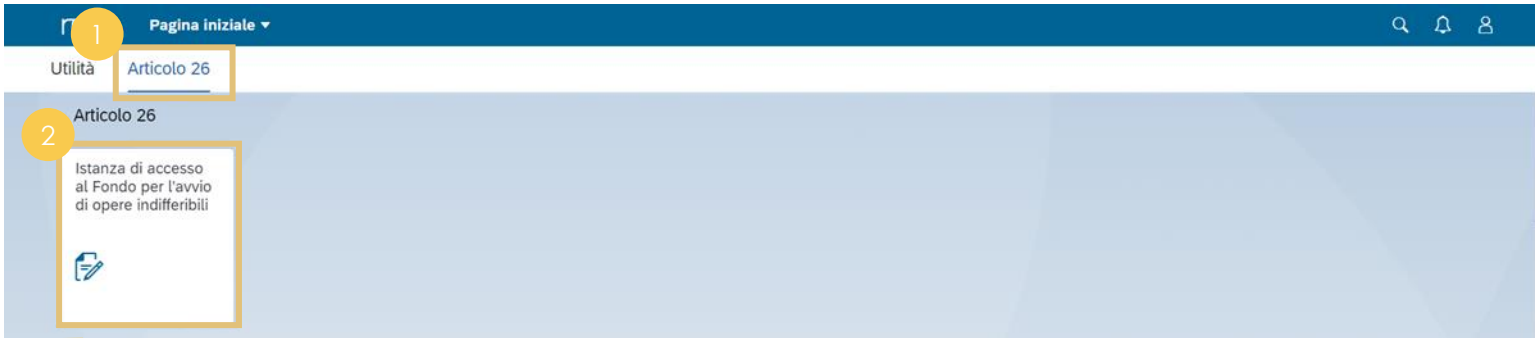 1
Pagina iniziale
Utilità Articolo 26
Articolo 26
2
Istanza di accesso
al Fondo per l'avvio
di opere indifferibili